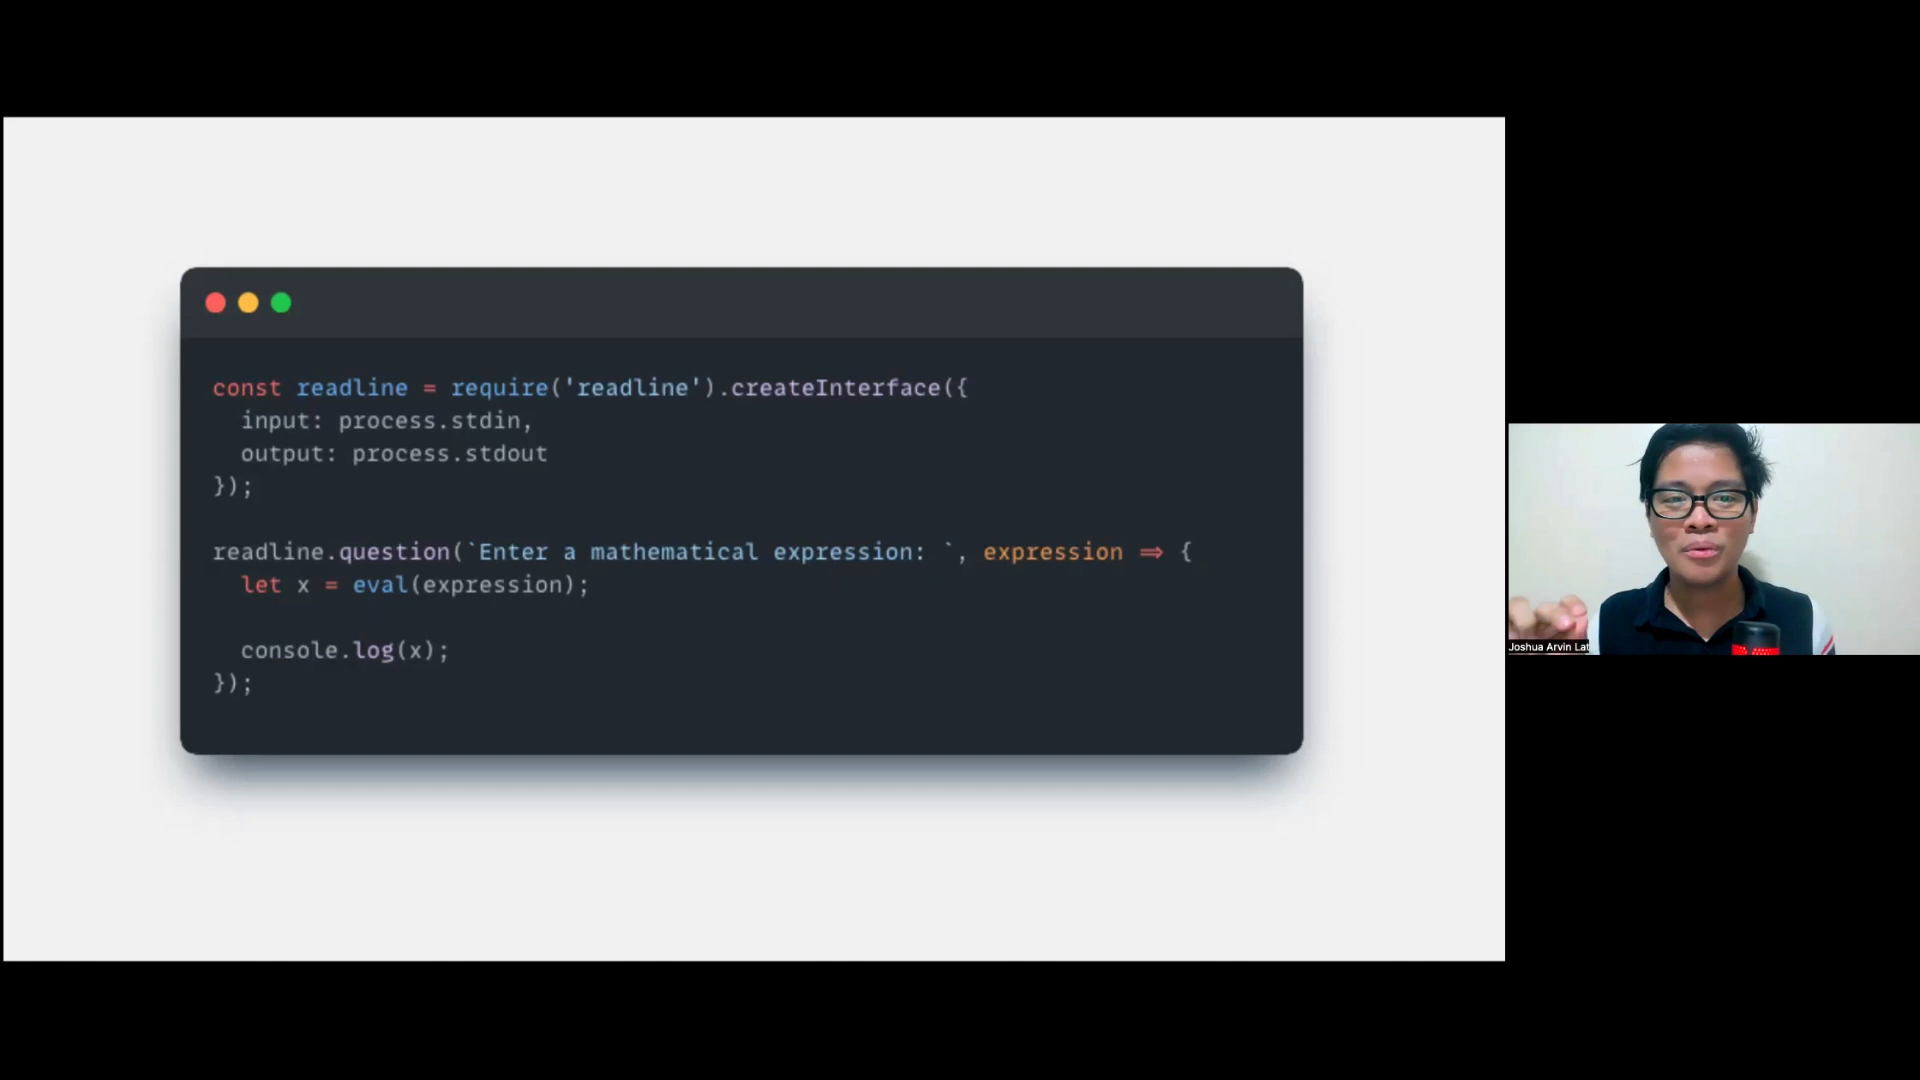 const readline = require('readline').createInterface({
  input: process.stdin,
  output: process.stdout
});
readline.question(`Enter a mathematical expression: `, expression => {
  let x = eval(expression);
  console.log(x);
});
Joshua Arvin Lat